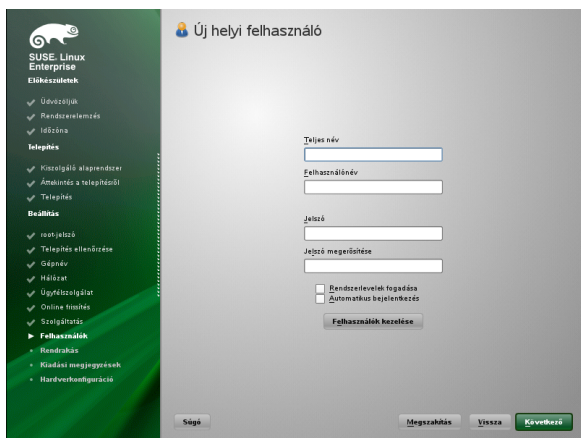 SUSE. Linux
Enterprise
Előkészületek
Üdvözöljük
Rendszerelemzés
Időzóna
Telepítés
Kiszolgáló alaprendszer
Áttekintés a telepítésről
Telepítés
Beállítás
root-jelszó
Telepítés ellenőrzése
Gépnév
Hálózat
Ügyfélszolgálat
Online frissítés
Szolgáltatás
Felhasználók
Rendrakás
Kiadási megjegyzések
Hardverkonfiguráció
Új helyi felhasználó
Teljes név
Felhasználónév
Jelszó
Jelszó megerősítése
Rendszerlevelek fogadása
Automatikus bejelentkezés
Felhasználók kezelése
Súgó
Megszakítás
Vissza
Következő